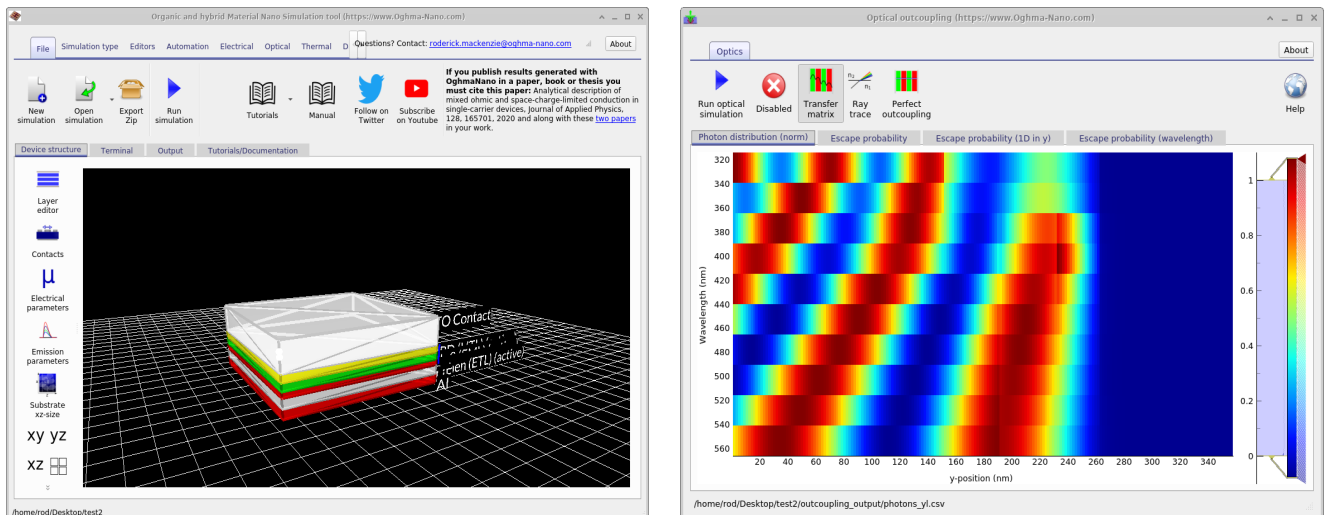 Organic and hybrid Material Nano Simulation tool (https://www.Oghma-Nano.com)
File Simulation type Editors Automation Electrical Optical Thermal D Questions? Contact: roderick.mackenzie@oghma-nano.com About
New simulation
Open simulation
Export Zip
Run simulation
Tutorials
Manual
Follow on Twitter
Subscribe on Youtube
If you publish results generated with
OghmaNano in a paper, book or thesis you
must cite this paper: Analytical description of
mixed ohmic and space-charge-limited conduction in
single-carrier devices, Journal of Applied Physics,
128, 165701, 2020 and along with these two papers
in your work.
Device structure Terminal Output Tutorials/Documentation
Layer
editor
Contacts
μ
Electrical
parameters
Emission
parameters
Substrate
xz-size
xy yz
xz
O Contact
(ETL) (active)
Al
/home/rod/Desktop/test2
Optical outcoupling (https://www.Oghma-Nano.com)
Optics About
Run optical simulation
Disabled
Transfer matrix
Ray trace
n₂
n₁
Perfect outcoupling
Help
Photon distribution (norm) Escape probability Escape probability (1D in y) Escape probability (wavelength)
Wavelength (nm)
320
340
360
380
400
420
440
460
480
500
520
540
560
20 40 60 80 100 120 140 160 180 200 220 240 260 280 300 320 340
y-position (nm)
1
0.8
0.6
0.4
0.2
0
/home/rod/Desktop/test2/outcoupling_output/photons_yl.csv